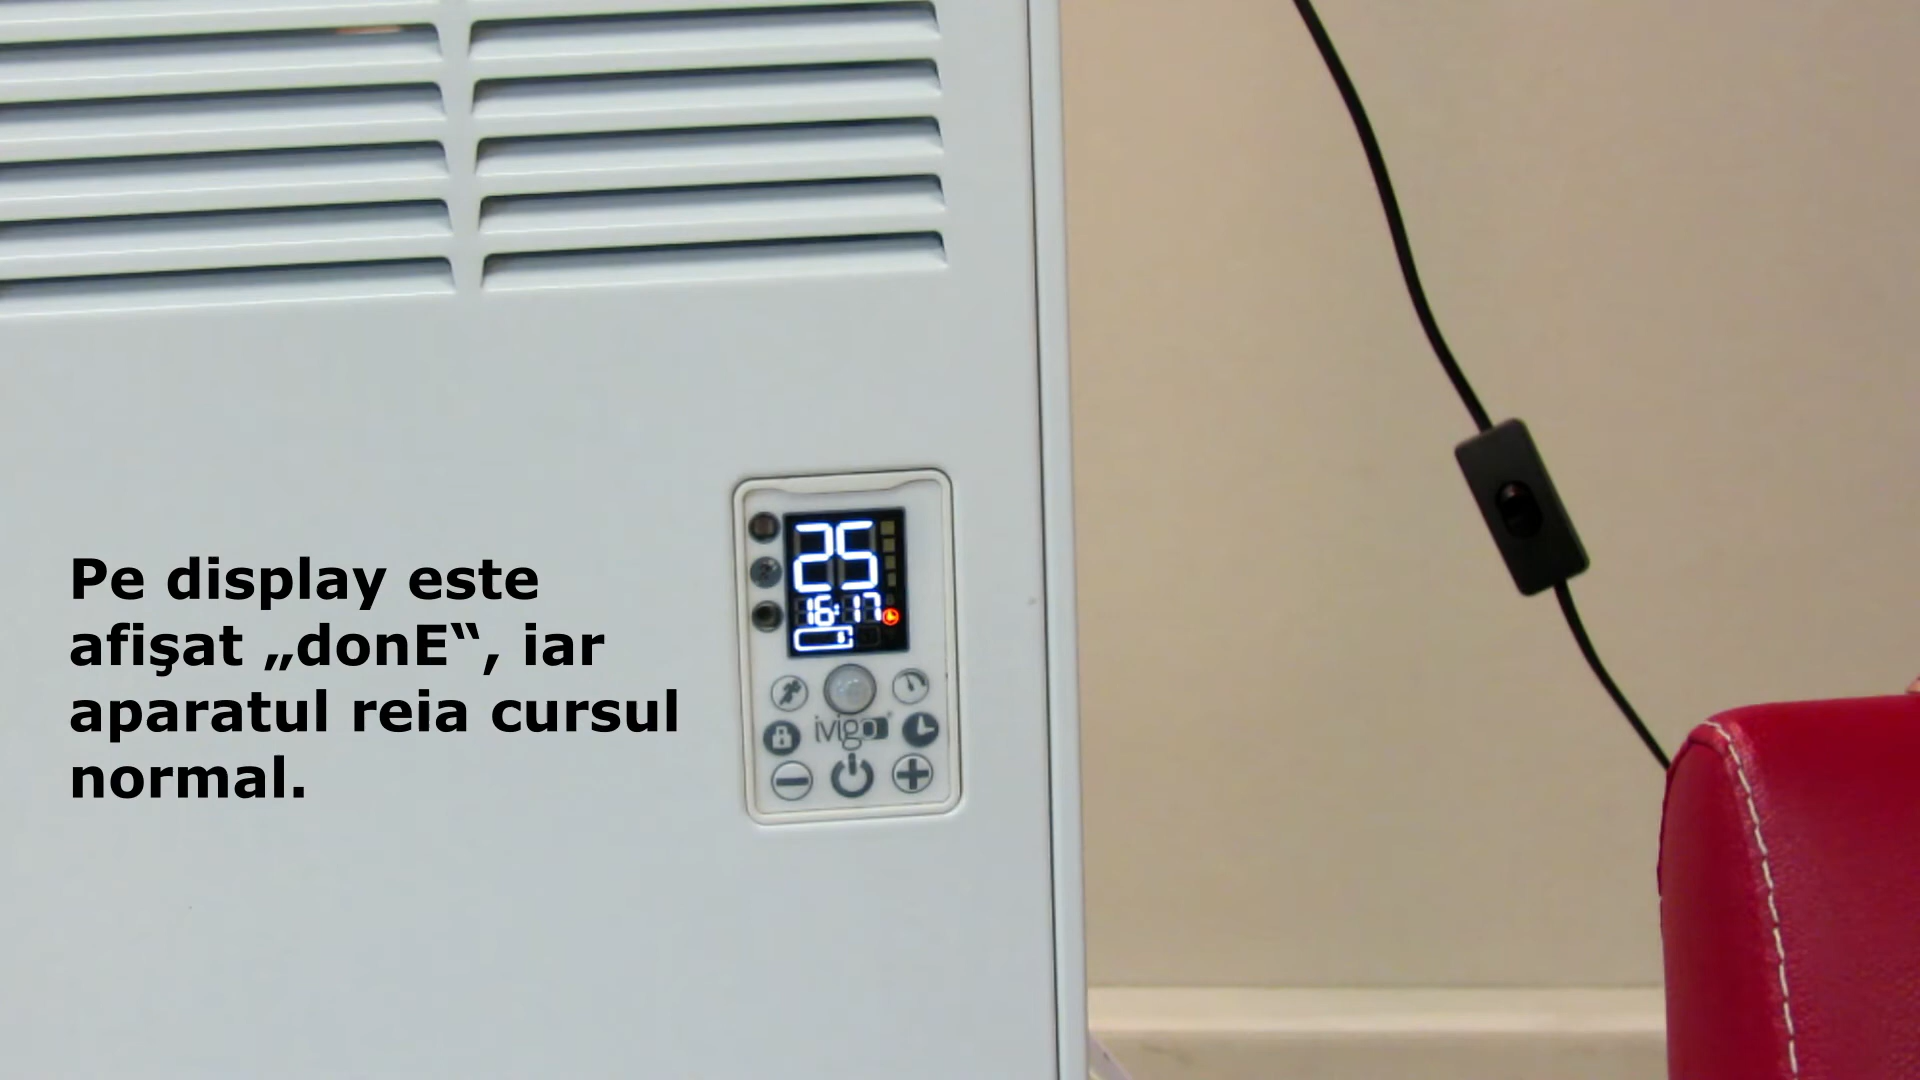 Pe display este
afişat „donE“, iar
aparatul reia cursul
normal.
25
16:17
ivigo